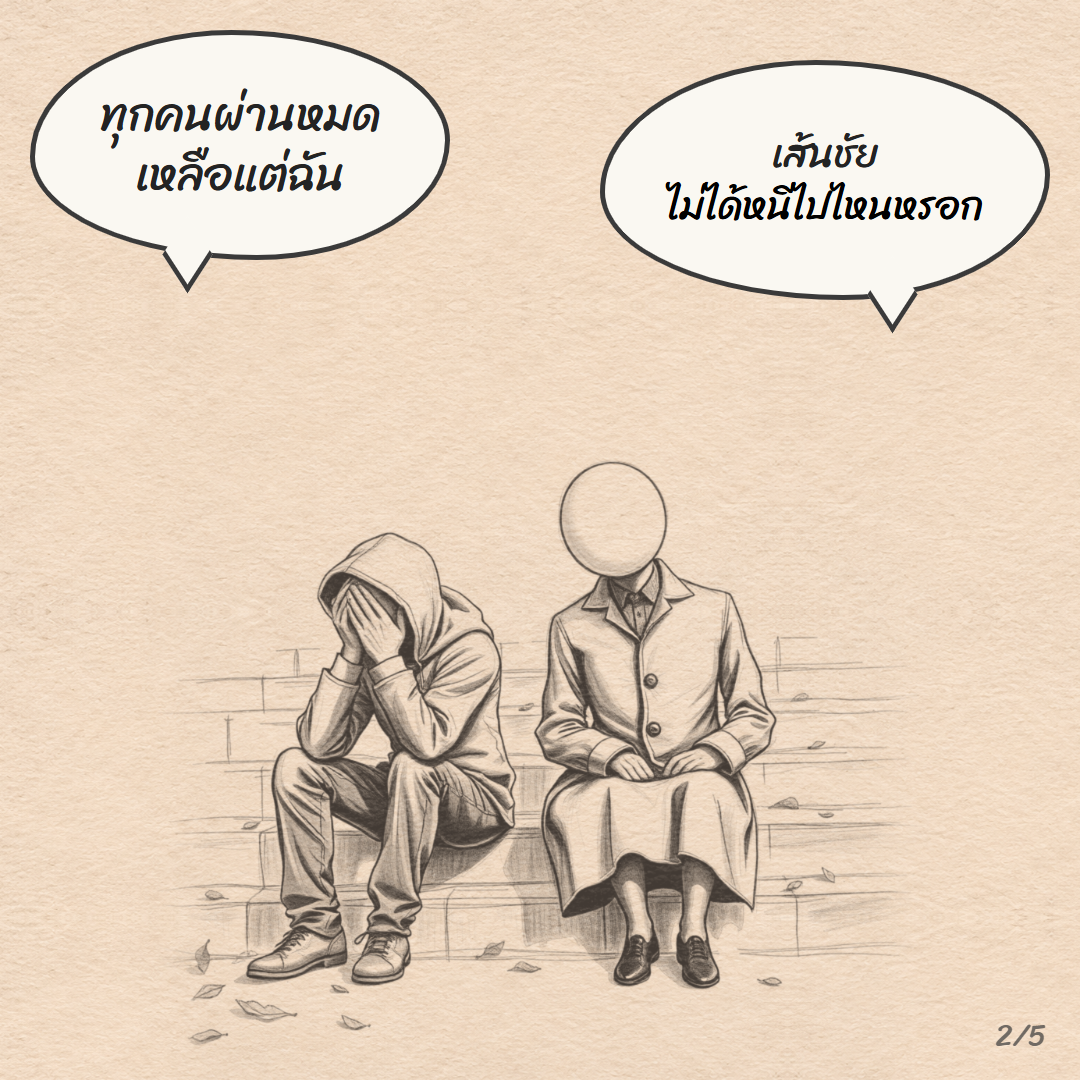 ทุกคนผ่านหมด
เหลือแต่ฉัน
เส้นชัย
ไม่ได้หนีไปไหนหรอก
2/5